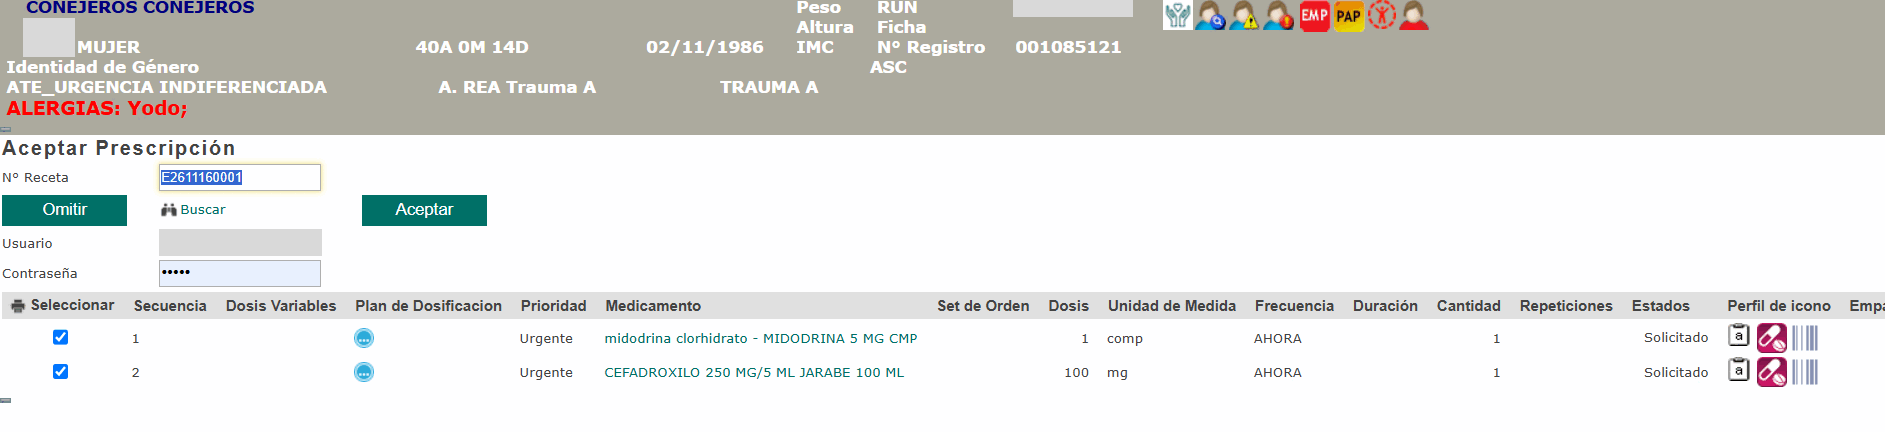 CONEJEROS CONEJEROS Peso RUN
Altura Ficha
MUJER 40A 0M 14D 02/11/1986 IMC N° Registro 001085121
Identidad de Género ASC
ATE_URGENCIA INDIFERENCIADA A. REA Trauma A TRAUMA A
ALERGIAS: Yodo;
EMP PAP
Aceptar Prescripción
N° Receta E2611160001
Omitir Buscar Aceptar
Usuario
Contraseña •••••
Seleccionar Secuencia Dosis Variables Plan de Dosificacion Prioridad Medicamento Set de Orden Dosis Unidad de Medida Frecuencia Duración Cantidad Repeticiones Estados Perfil de icono Empa
1 Urgente midodrina clorhidrato - MIDODRINA 5 MG CMP 1 comp AHORA 1 Solicitado a
2 Urgente CEFADROXILO 250 MG/5 ML JARABE 100 ML 100 mg AHORA 1 Solicitado a